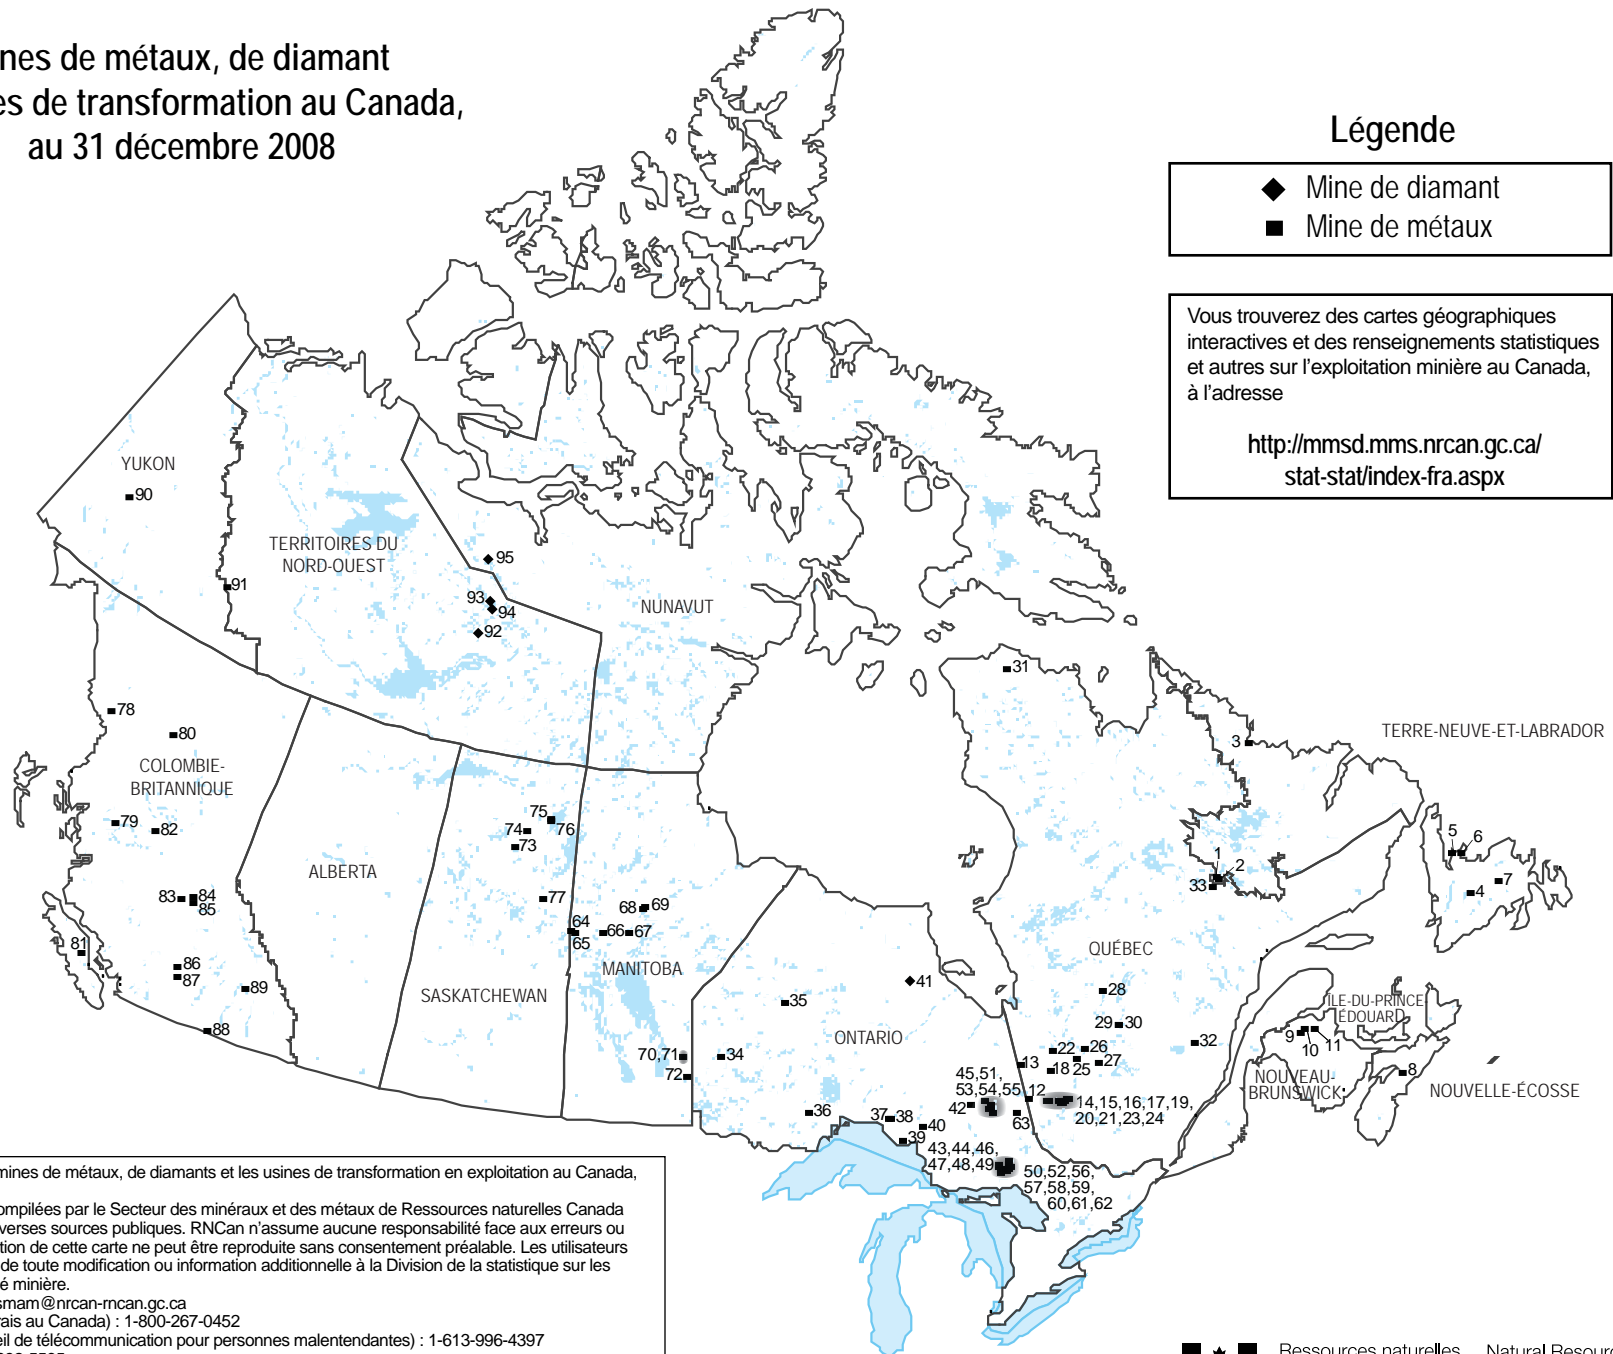 nes de métaux, de diamant
es de transformation au Canada,
au 31 décembre 2008
Légende
Mine de diamant
Mine de métaux
Vous trouverez des cartes géographiques
interactives et des renseignements statistiques
et autres sur l'exploitation minière au Canada,
à l'adresse
http://mmsd.mms.nrcan.gc.ca/
stat-stat/index-fra.aspx
YUKON
90
TERRITOIRES DU
NORD-OUEST
95
91
93
94
NUNAVUT
92
31
78
80
3
TERRE-NEUVE-ET-LABRADOR
COLOMBIE-
BRITANNIQUE
79
82
75
74
76
73
5
6
1
2
ALBERTA
33
7
4
83
84
85
77
68
69
64
65
66
67
81
QUÉBEC
86
87
MANITOBA
89
41
28
SASKATCHEWAN
35
ÎLE-DU-PRINCE-
ÉDOUARD
88
29
30
ONTARIO
9
10
11
32
70,71
34
22
26
13
18
25
27
72
45,51,
53,54,55
12
NOUVEAU-
BRUNSWICK
8
NOUVELLE-ÉCOSSE
42
14,15,16,17,19,
20,21,23,24
36
37
38
63
40
39
43,44,46,
47,48,49
50,52,56,
57,58,59,
60,61,62
mines de métaux, de diamants et les usines de transformation en exploitation au Canada,
ompilées par le Secteur des minéraux et des métaux de Ressources naturelles Canada
verses sources publiques. RNCan n'assume aucune responsabilité face aux erreurs ou
tion de cette carte ne peut être reproduite sans consentement préalable. Les utilisateurs
de toute modification ou information additionnelle à la Division de la statistique sur les
é minière.
smam@nrcan-rncan.gc.ca
rais au Canada) : 1-800-267-0452
eil de télécommunication pour personnes malentendantes) : 1-613-996-4397
Ressources naturelles
Natural Resour